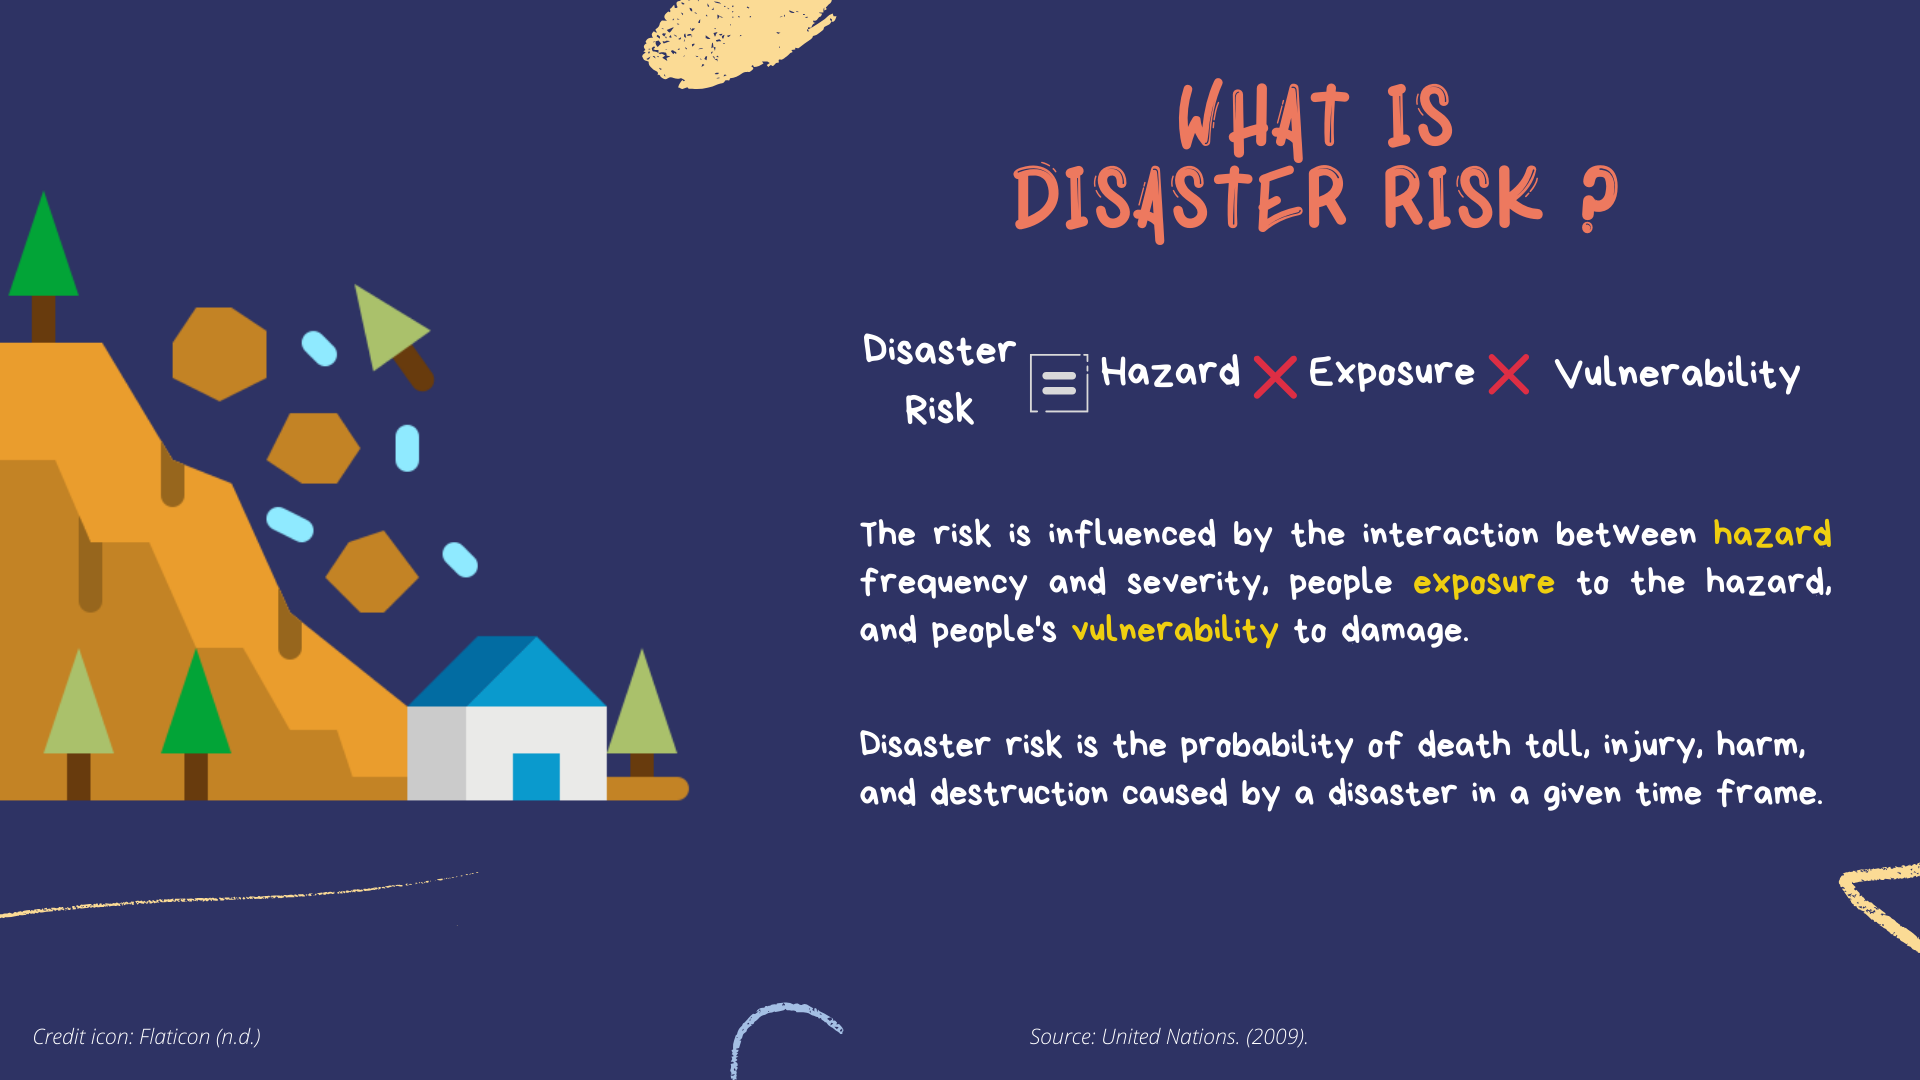 WHAT IS
DISASTER RISK ?
Disaster
Risk
= Hazard × Exposure × Vulnerability
The risk is influenced by the interaction between hazard
frequency and severity, people exposure to the hazard,
and people's vulnerability to damage.
Disaster risk is the probability of death toll, injury, harm,
and destruction caused by a disaster in a given time frame.
Credit icon: Flaticon (n.d.)
Source: United Nations. (2009).